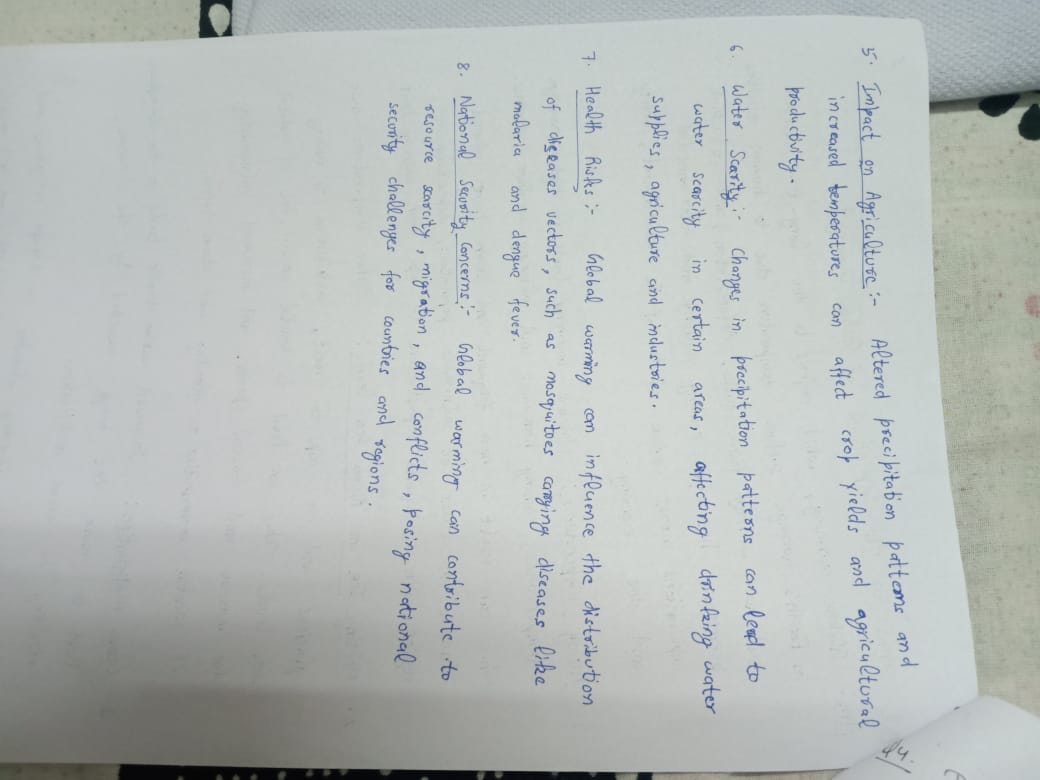 5. Impact on Agriculture :- Altered precipitation patterns and
increased temperatures can affect crop yields and agricultural
productivity.
6. Water Scarity :- Changes in precipitation patterns can lead to
water scarcity in certain areas, affecting drinking water
supplies, agriculture and industries.
7. Health Risks :- Global warming can influence the distribution
of diseases vectors, such as mosquitoes carrying diseases like
malaria and dengue fever.
8. National Security Concerns :- Global warming can contribute to
resource scarcity, migration, and conflicts, posing national
security challenges for countries and regions.